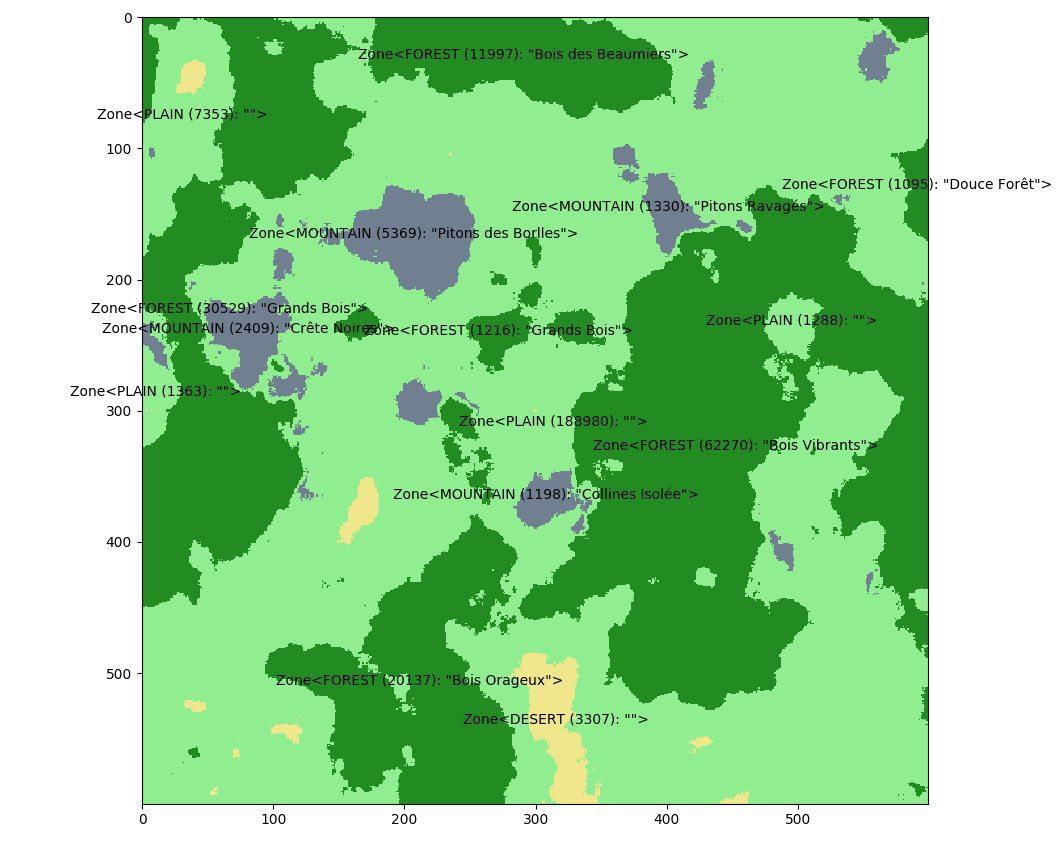 0
Zone<FOREST (11997): "Bois des Beaumiers">
Zone<PLAIN (7353): "">
100
Zone<FOREST (1095): "Douce Forêt">
Zone<MOUNTAIN (1330): "Pitons Ravagés">
Zone<MOUNTAIN (5369): "Pitons des Borlles">
200
Zone<FOREST (30529): "Grands Bois">
Zone<PLAIN (1288): "">
Zone<MOUNTAIN (2409): "Crête Noires">
Zone<FOREST (1216): "Grands Bois">
Zone<PLAIN (1363): "">
300
Zone<PLAIN (188980): "">
Zone<FOREST (62270): "Bois Vibrants">
Zone<MOUNTAIN (1198): "Collines Isolée">
400
500
Zone<FOREST (20137): "Bois Orageux">
Zone<DESERT (3307): "">
0 100 200 300 400 500